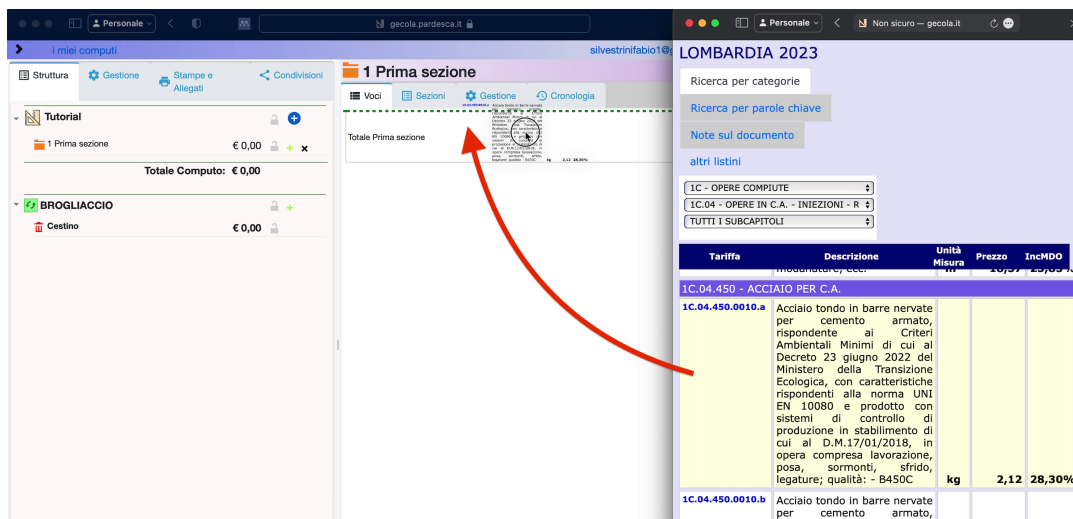 Personale
gecola.pardesca.it
i miei computi
silvestrinifabio1@g
Struttura
Gestione
Stampe e
Allegati
Condivisioni
Tutorial
1 Prima sezione
€ 0,00
Totale Computo: € 0,00
BROGLIACCIO
Cestino
€ 0,00
1 Prima sezione
Voci
Sezioni
Gestione
Cronologia
Totale Prima sezione
kg 2,12 28,30%
Personale
Non sicuro — gecola.it
LOMBARDIA 2023
Ricerca per categorie
Ricerca per parole chiave
Note sul documento
altri listini
1C - OPERE COMPIUTE
1C.04 - OPERE IN C.A. - INIEZIONI - R
TUTTI I SUBCAPITOLI
Tariffa Descrizione Unità Misura Prezzo IncMDO
modanature, ecc.
1C.04.450 - ACCIAIO PER C.A.
1C.04.450.0010.a
Acciaio tondo in barre nervate
per cemento armato,
rispondente ai Criteri
Ambientali Minimi di cui al
Decreto 23 giugno 2022 del
Ministero della Transizione
Ecologica, con caratteristiche
rispondenti alla norma UNI
EN 10080 e prodotto con
sistemi di controllo di
produzione in stabilimento di
cui al D.M.17/01/2018, in
opera compresa lavorazione,
posa, sormonti, sfrido,
legature; qualità: - B450C kg 2,12 28,30%
1C.04.450.0010.b
Acciaio tondo in barre nervate
per cemento armato,